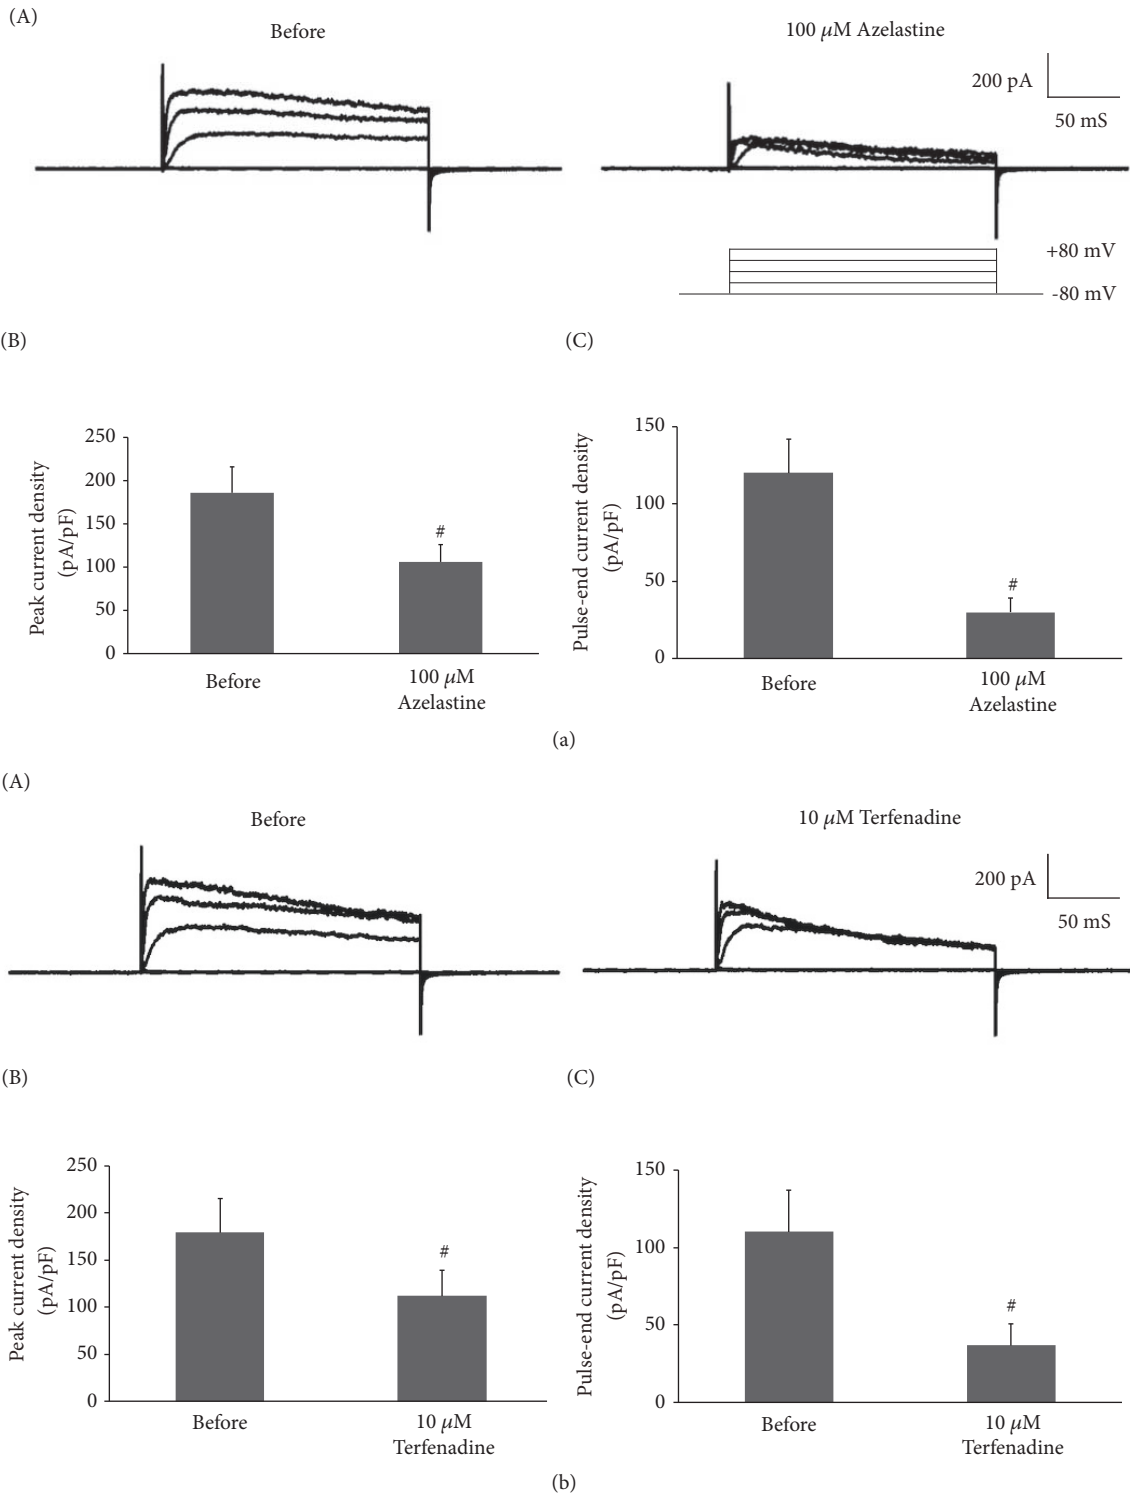 (A)
Before
100 μM Azelastine
200 pA
50 mS
+80 mV
-80 mV
(B)
(C)
Peak current density
(pA/pF)
250
200
150
100
50
0
#
Before
100 μM
Azelastine
Pulse-end current density
(pA/pF)
150
100
50
0
#
Before
100 μM
Azelastine
(a)
(A)
Before
10 μM Terfenadine
200 pA
50 mS
(B)
(C)
Peak current density
(pA/pF)
250
200
150
100
50
0
#
Before
10 μM
Terfenadine
Pulse-end current density
(pA/pF)
150
100
50
0
#
Before
10 μM
Terfenadine
(b)